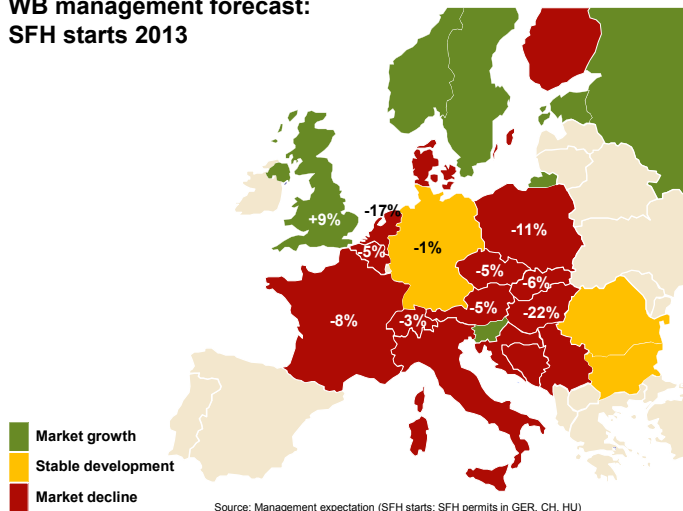 WB management forecast:
SFH starts 2013
+9%
-17%
-5%
-1%
-11%
-5%
-6%
-5%
-22%
-3%
-8%
Market growth
Stable development
Market decline
Source: Management expectation (SFH starts; SFH permits in GER, CH, HU)